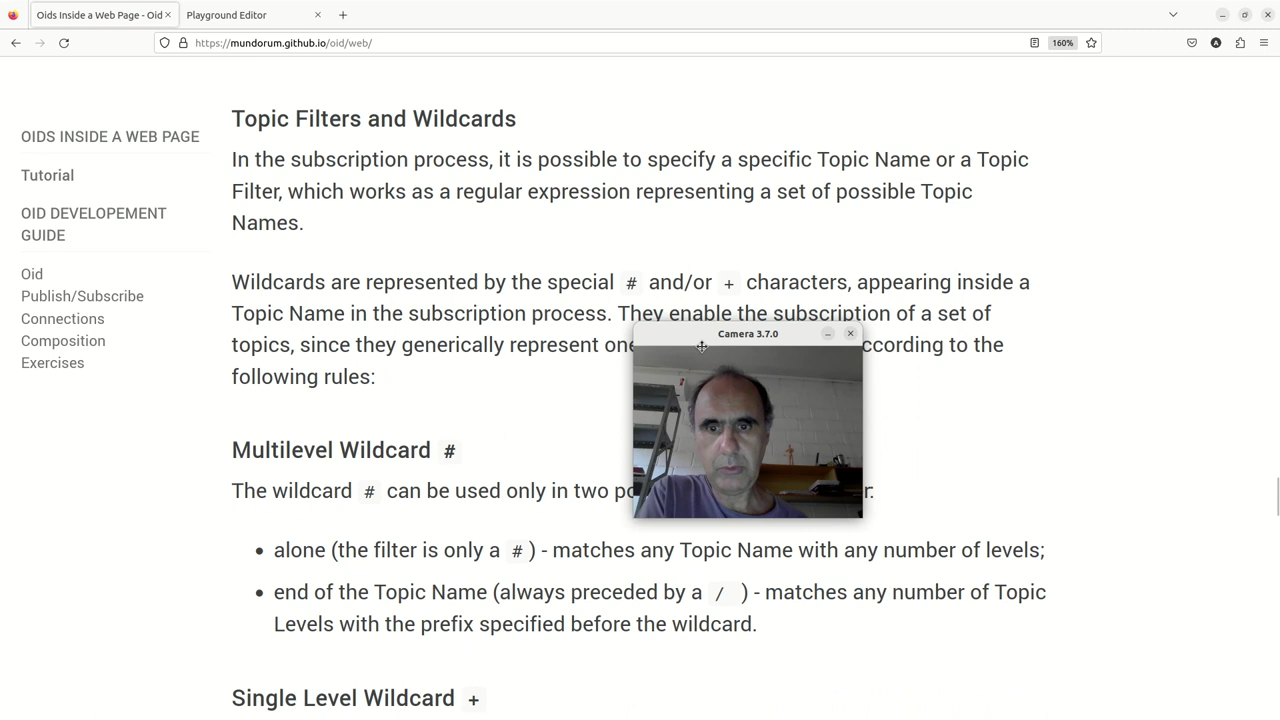 Oids Inside a Web Page - Oid
Playground Editor
https://mundorum.github.io/oid/web/
160%
OIDS INSIDE A WEB PAGE
Tutorial
OID DEVELOPEMENT
GUIDE
Oid
Publish/Subscribe
Connections
Composition
Exercises
Topic Filters and Wildcards
In the subscription process, it is possible to specify a specific Topic Name or a Topic
Filter, which works as a regular expression representing a set of possible Topic
Names.
Wildcards are represented by the special # and/or + characters, appearing inside a
Topic Name in the subscription process. They enable the subscription of a set of
topics, since they generically represent one
ccording to the
following rules:
Camera 3.7.0
Multilevel Wildcard #
The wildcard # can be used only in two
alone (the filter is only a #) - matches any Topic Name with any number of levels;
end of the Topic Name (always preceded by a / ) - matches any number of Topic
Levels with the prefix specified before the wildcard.
Single Level Wildcard +